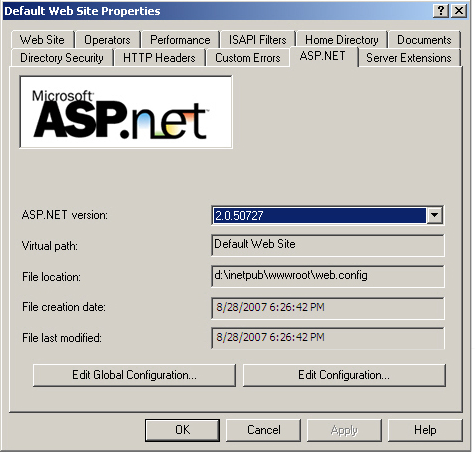 Default Web Site Properties
Web Site Operators Performance ISAPI Filters Home Directory Documents
Directory Security HTTP Headers Custom Errors ASP.NET Server Extensions
Microsoft
ASP.net
ASP.NET version: 2.0.50727
Virtual path: Default Web Site
File location: d:\inetpub\wwwroot\web.config
File creation date: 8/28/2007 6:26:42 PM
File last modified: 8/28/2007 6:26:42 PM
Edit Global Configuration... Edit Configuration...
OK Cancel Apply Help